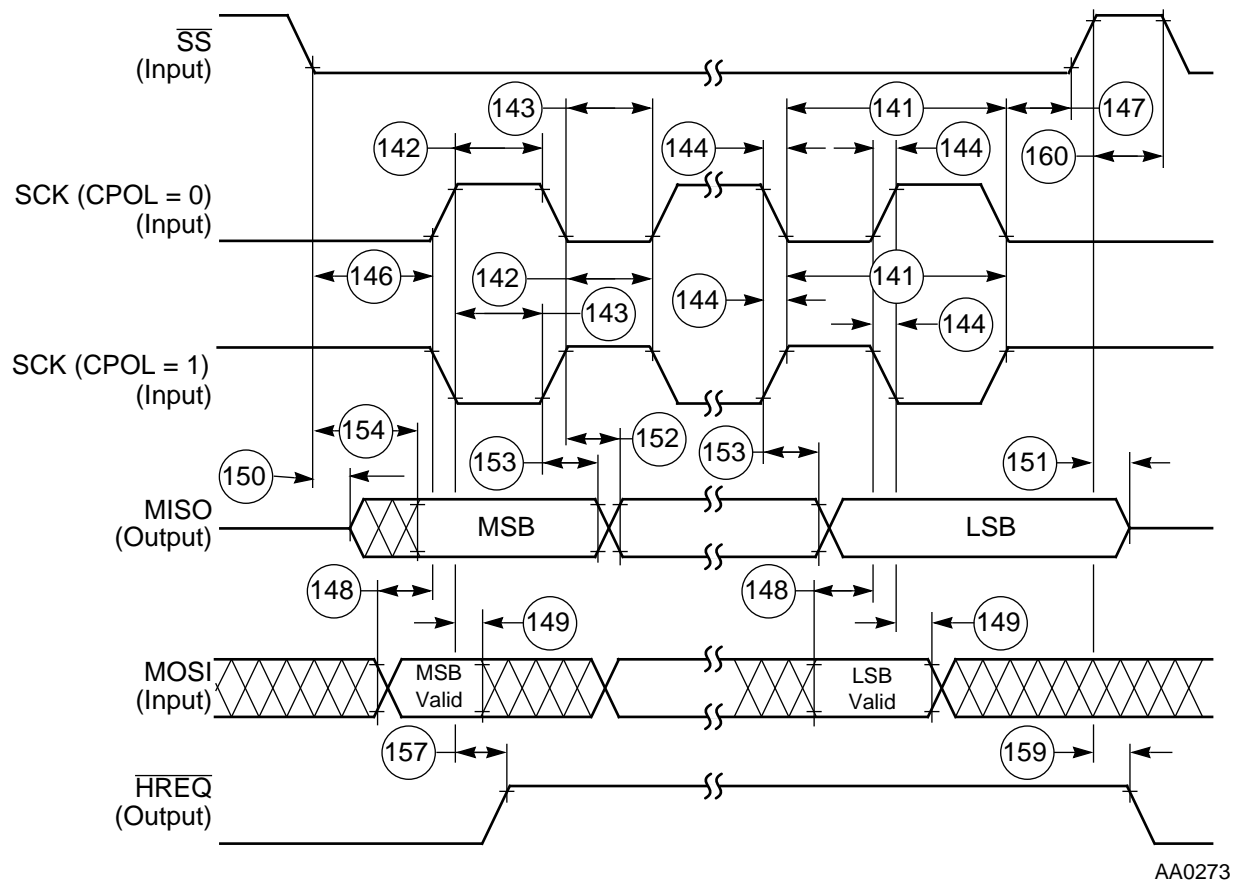 SS
(Input)
143
141
147
142
144
144
160
SCK (CPOL = 0)
(Input)
146
142
141
143
144
144
SCK (CPOL = 1)
(Input)
154
152
153
153
150
151
MISO
(Output)
MSB
LSB
148
148
149
149
MOSI
(Input)
MSB
Valid
LSB
Valid
157
159
HREQ
(Output)
AA0273